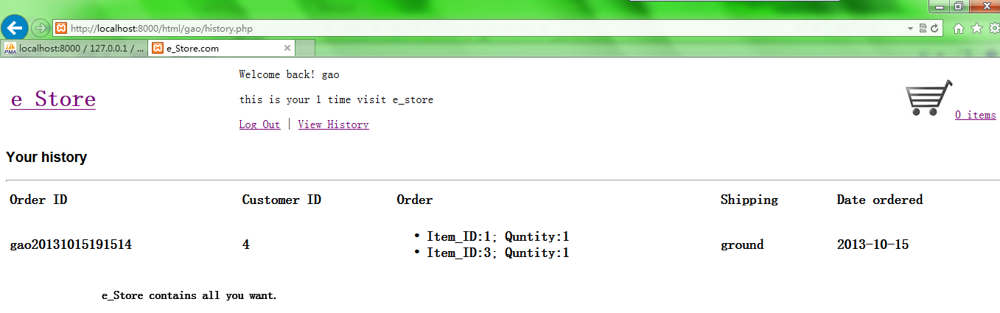 http://localhost:8000/html/gao/history.php
PMA localhost:8000 / 127.0.0.1 / ... e_Store.com
Welcome back! gao
e Store
this is your 1 time visit e_store
Log Out | View History
0 items
Your history
Order ID Customer ID Order Shipping Date ordered
gao20131015191514 4 • Item_ID:1; Quntity:1 ground 2013-10-15
• Item_ID:3; Quntity:1
e_Store contains all you want.